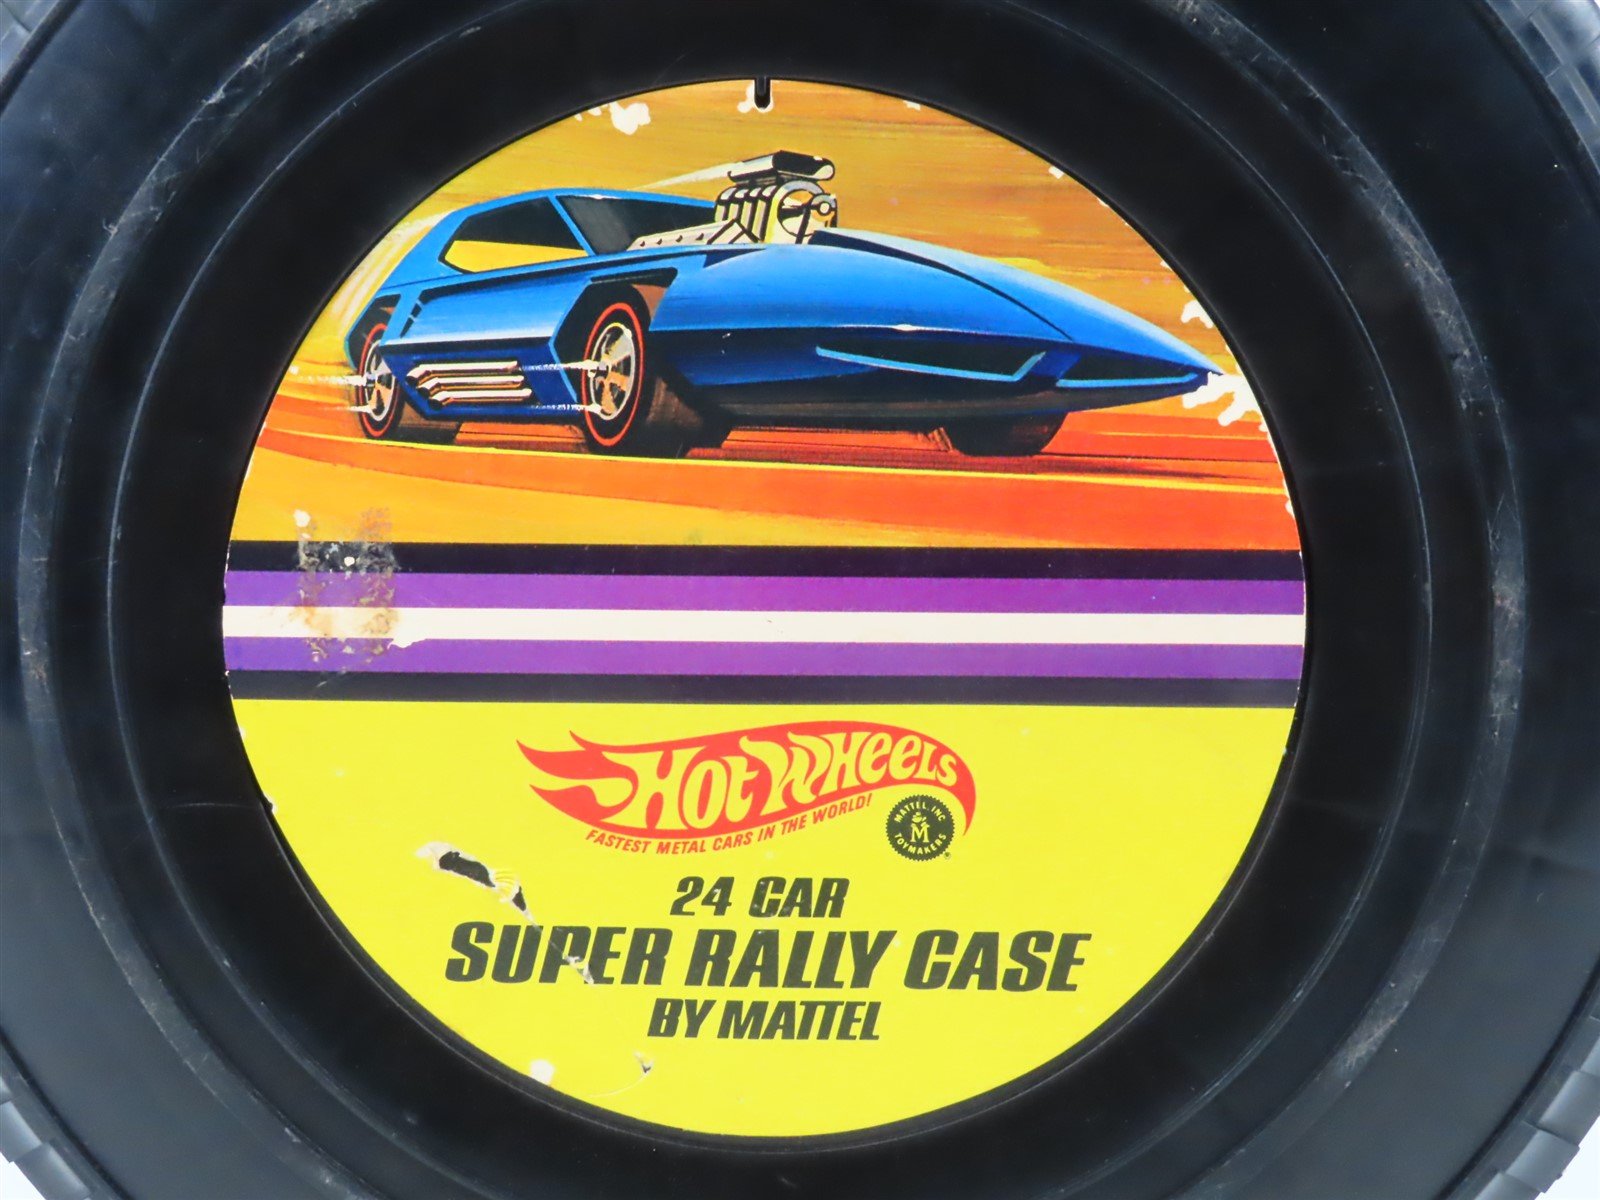 Hot Wheels
FASTEST METAL CARS IN THE WORLD!
MATTEL, INC.
M
TOYMAKERS
®
24 CAR
SUPER RALLY CASE
BY MATTEL